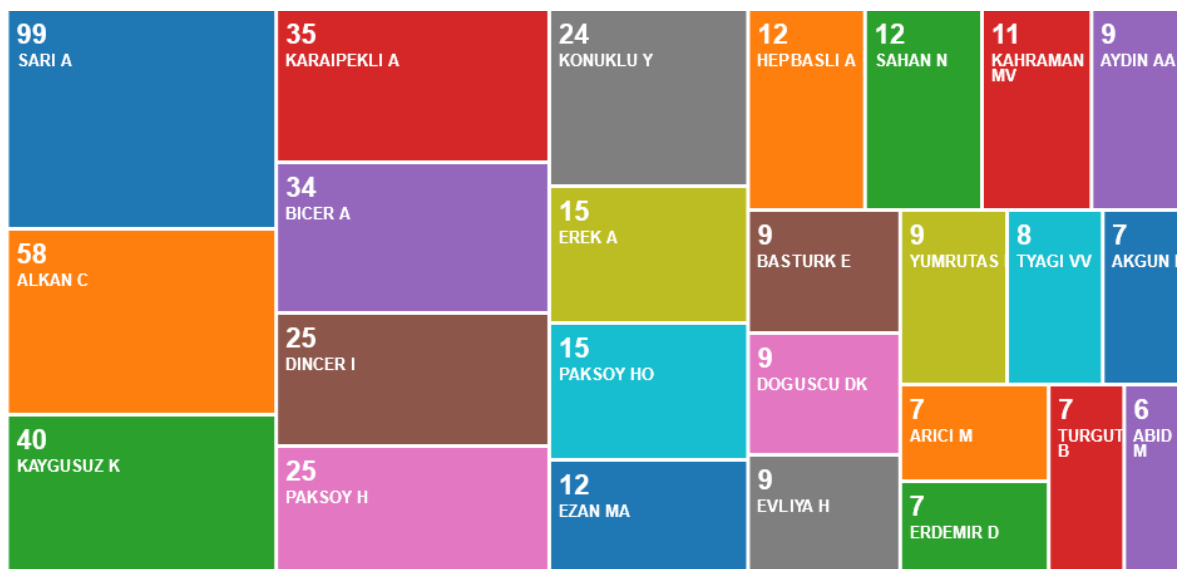 99
SARI A
58
ALKAN C
40
KAYGUSUZ K
35
KARAIPEKLI A
34
BICER A
25
DINCER I
25
PAKSOY H
24
KONUKLU Y
15
EREK A
15
PAKSOY HO
12
EZAN MA
12
HEPBASLI A
12
SAHAN N
11
KAHRAMAN
MV
9
AYDIN AA
9
BASTURK E
9
DOGUSCU DK
9
EVLIYA H
9
YUMRUTAS
8
TYAGI VV
7
AKGUN
7
ARICI M
7
ERDEMIR D
7
TURGUT
B
6
ABID
M